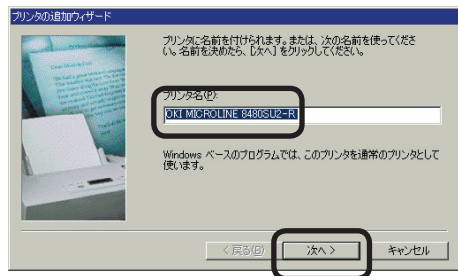 プリンタの追加ウィザード
プリンタに名前を付けられます。または、次の名前を使ってくださ
い。名前を決めたら、[次へ] をクリックしてください。
プリンタ名(P):
OKI MICROLINE 8480SU2-R
Windows ベースのプログラムでは、このプリンタを通常のプリンタとして
使います。
< 戻る(B)
次へ >
キャンセル